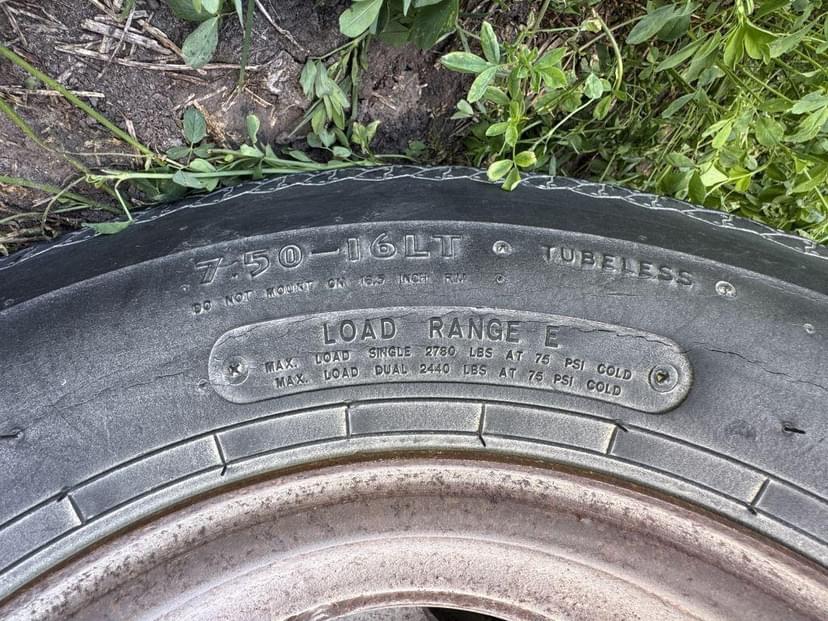 7.50-16LT TUBELESS
DO NOT MOUNT ON 16.5 INCH RIM
LOAD RANGE E
MAX. LOAD SINGLE 2780 LBS AT 75 PSI COLD
MAX. LOAD DUAL 2440 LBS AT 75 PSI COLD